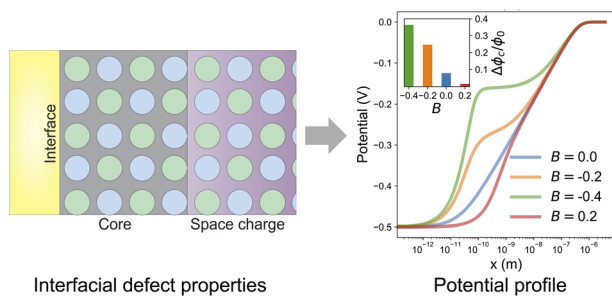 Interface
Core
Space charge
Interfacial defect properties
Potential (V)
0.0
−0.1
−0.2
−0.3
−0.4
−0.5
0.4
0.3
0.2
0.1
Δϕc/ϕ0
−0.4 −0.2 0.0 0.2
B
B = 0.0
B = -0.2
B = -0.4
B = 0.2
10⁻¹² 10⁻¹¹ 10⁻¹⁰ 10⁻⁹ 10⁻⁸ 10⁻⁷ 10⁻⁶
x (m)
Potential profile